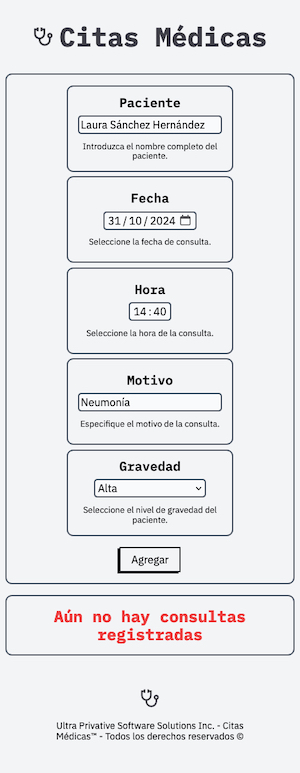 Citas Médicas
Paciente
Laura Sánchez Hernández
Introduzca el nombre completo del
paciente.
Fecha
31/10/2024
Seleccione la fecha de consulta.
Hora
14:40
Seleccione la hora de la consulta.
Motivo
Neumonía
Especifique el motivo de la consulta.
Gravedad
Alta
Seleccione el nivel de gravedad del
paciente.
Agregar
Aún no hay consultas
registradas
Ultra Privative Software Solutions Inc. - Citas
Médicas™ - Todos los derechos reservados ©